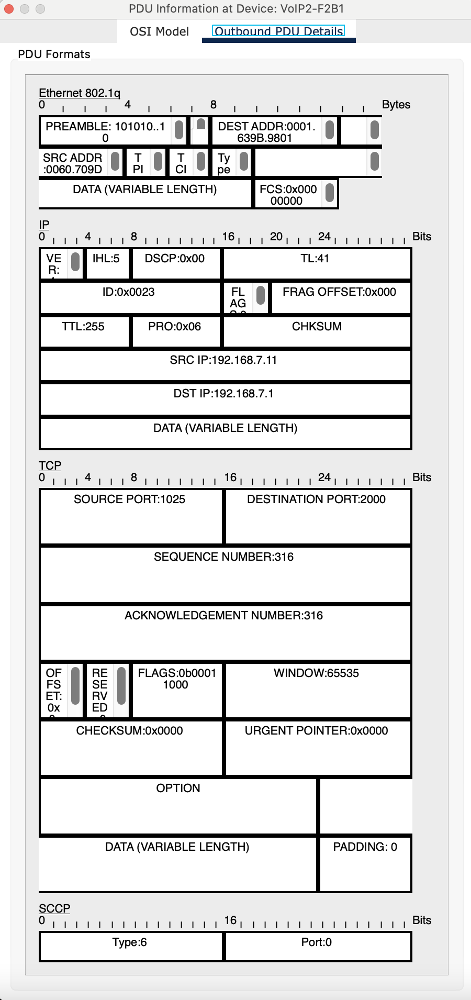 PDU Information at Device: VoIP2-F2B1
OSI Model
Outbound PDU Details
PDU Formats
Ethernet 802.1q
0 4 8 Bytes
PREAMBLE: 101010..1
0
DEST ADDR:0001.
639B.9801
SRC ADDR
:0060.709D
T
PI
T
CI
Ty
pe
DATA (VARIABLE LENGTH)
FCS:0x000
00000
IP
0 4 8 16 20 24 Bits
VE
R:
IHL:5
DSCP:0x00
TL:41
ID:0x0023
FL
AG
FRAG OFFSET:0x000
TTL:255
PRO:0x06
CHKSUM
SRC IP:192.168.7.11
DST IP:192.168.7.1
DATA (VARIABLE LENGTH)
TCP
0 4 8 16 24 Bits
SOURCE PORT:1025
DESTINATION PORT:2000
SEQUENCE NUMBER:316
ACKNOWLEDGEMENT NUMBER:316
OF
FS
ET:
0x
RE
SE
RV
ED
FLAGS:0b0001
1000
WINDOW:65535
CHECKSUM:0x0000
URGENT POINTER:0x0000
OPTION
DATA (VARIABLE LENGTH)
PADDING: 0
SCCP
0 16 Bits
Type:6
Port:0